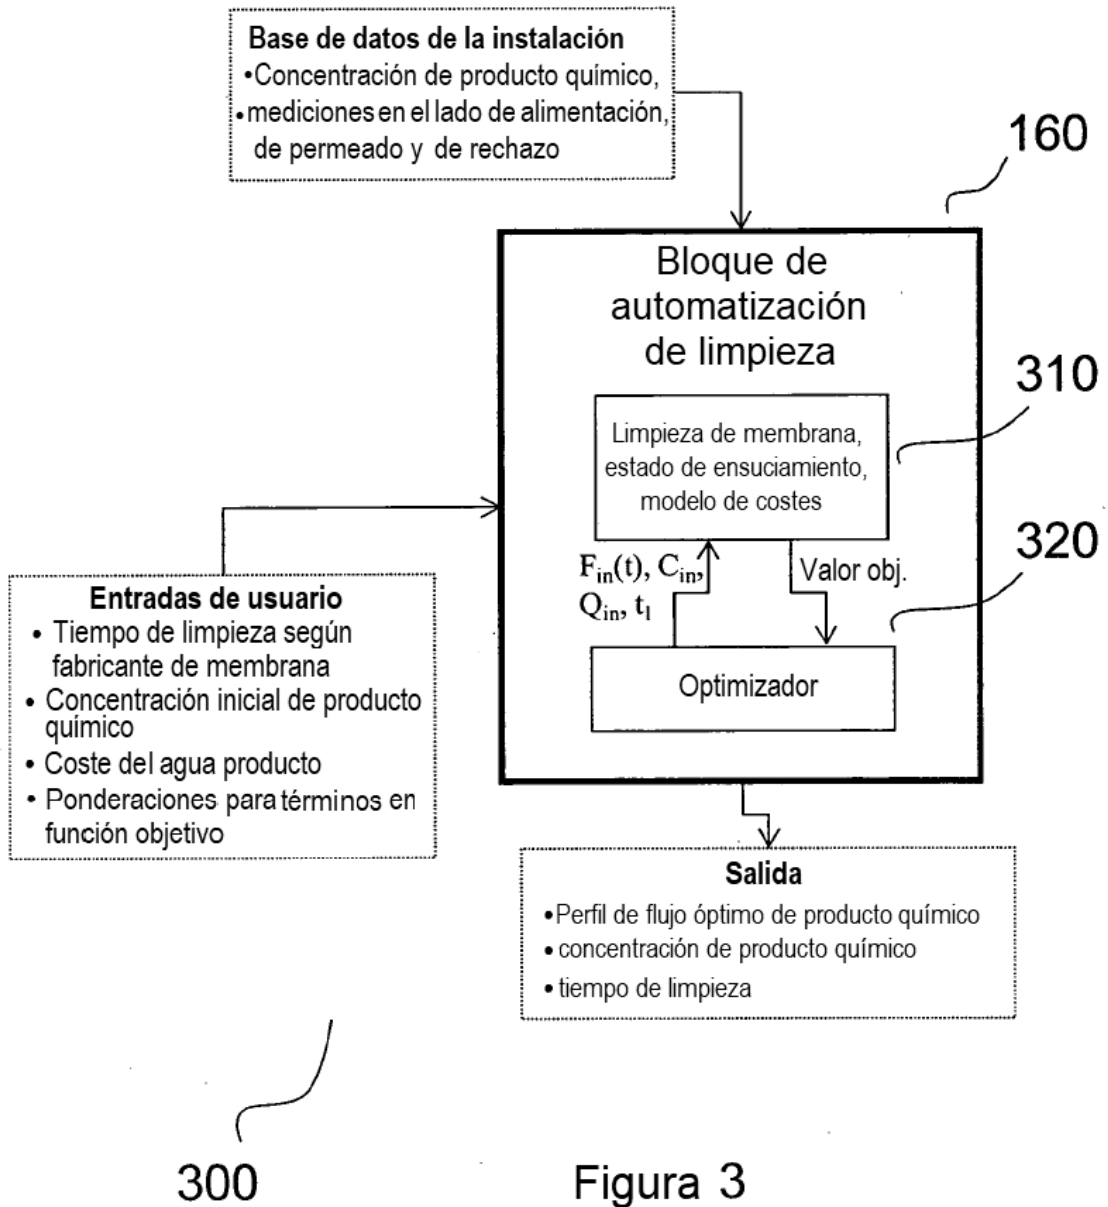 Base de datos de la instalación
•Concentración de producto químico,
•mediciones en el lado de alimentación,
de permeado y de rechazo
160
Bloque de
automatización
de limpieza
310
Limpieza de membrana,
estado de ensuciamiento,
modelo de costes
320
F_in(t), C_in,
Q_in, t_l
Valor obj.
Optimizador
Entradas de usuario
• Tiempo de limpieza según
fabricante de membrana
• Concentración inicial de producto
químico
• Coste del agua producto
• Ponderaciones para términos en
función objetivo
Salida
•Perfil de flujo óptimo de producto químico
• concentración de producto químico
• tiempo de limpieza
300
Figura 3